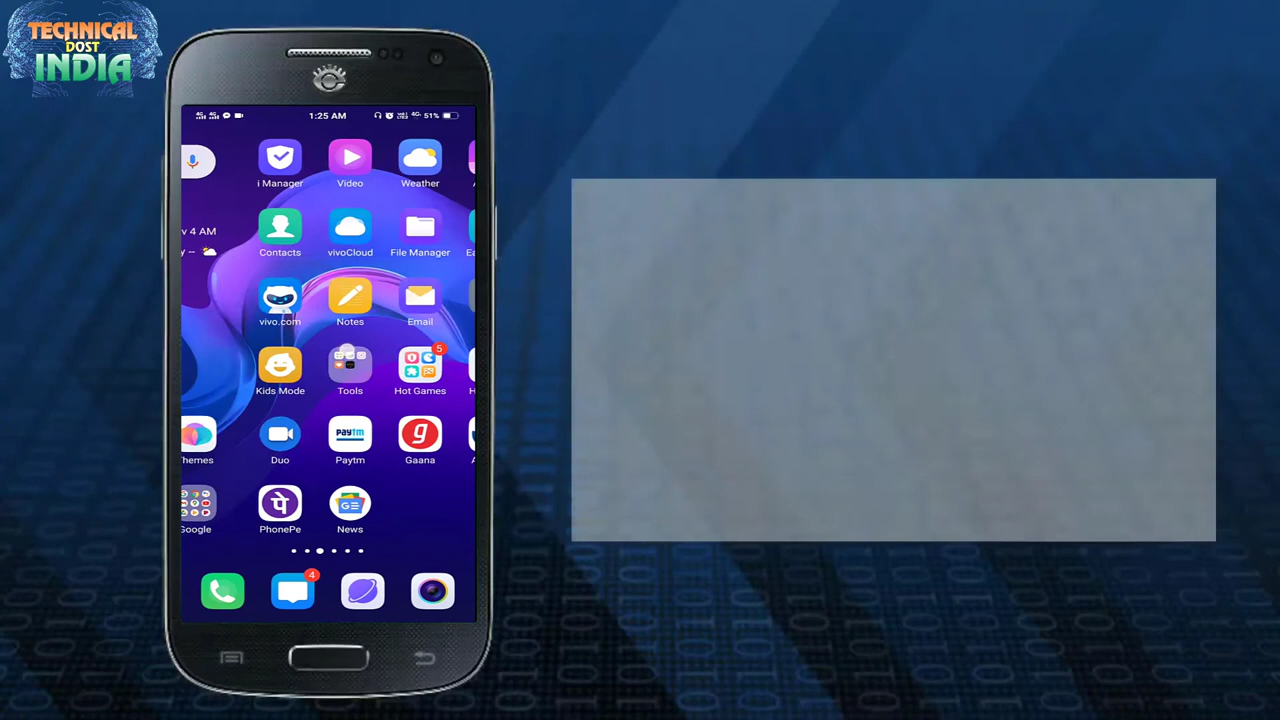 TECHNICAL
DOST
INDIA
1:25 AM
51%
i Manager
Video
Weather
v 4 AM
Contacts
vivoCloud
File Manager
vivo.com
Notes
Email
5
Kids Mode
Tools
Hot Games
Paytm
g
hemes
Duo
Paytm
Gaana
पे
GE
Google
PhonePe
News
4